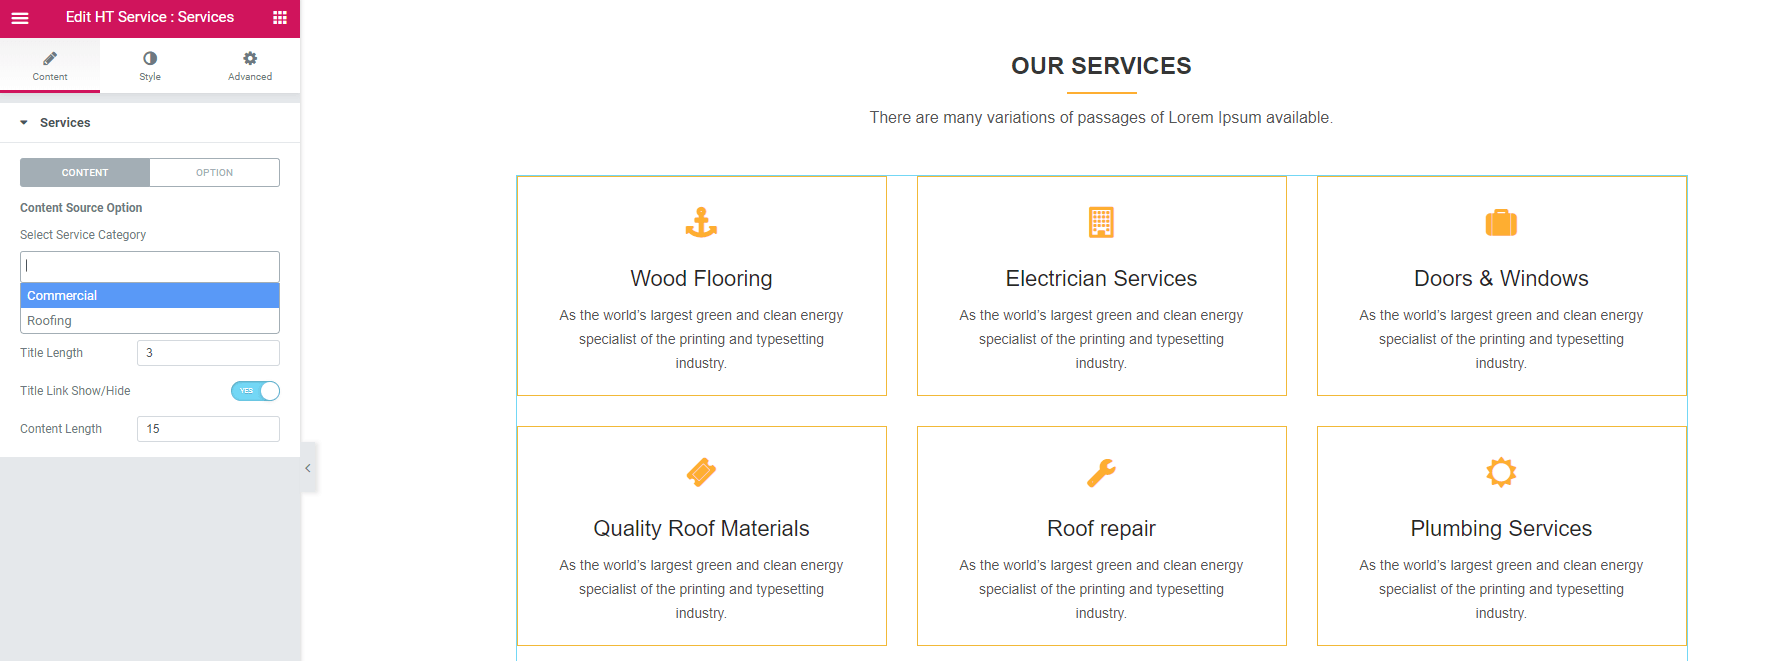 Edit HT Service : Services
Content
Style
Advanced
Services
CONTENT
OPTION
Content Source Option
Select Service Category
Commercial
Roofing
Title Length
3
Title Link Show/Hide
YES
Content Length
15
OUR SERVICES
There are many variations of passages of Lorem Ipsum available.
Wood Flooring
As the world’s largest green and clean energy
specialist of the printing and typesetting
industry.
Electrician Services
As the world’s largest green and clean energy
specialist of the printing and typesetting
industry.
Doors & Windows
As the world’s largest green and clean energy
specialist of the printing and typesetting
industry.
Quality Roof Materials
As the world’s largest green and clean energy
specialist of the printing and typesetting
industry.
Roof repair
As the world’s largest green and clean energy
specialist of the printing and typesetting
industry.
Plumbing Services
As the world’s largest green and clean energy
specialist of the printing and typesetting
industry.